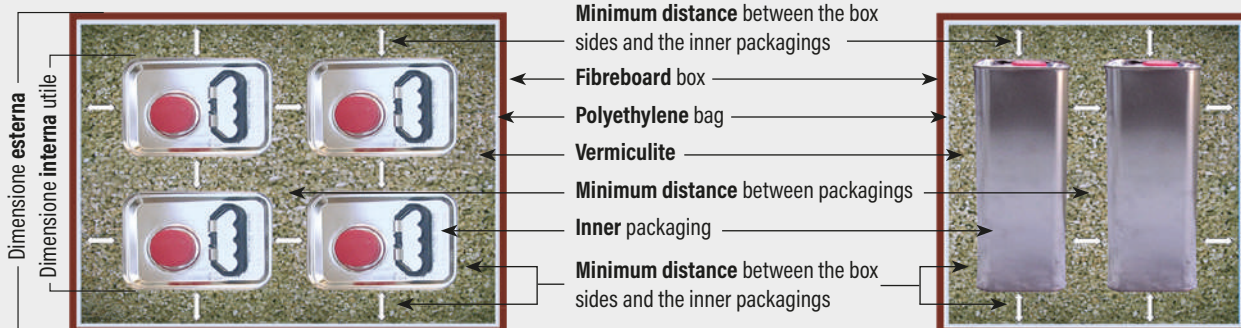 Dimensione esterna
Dimensione interna utile
Minimum distance between the box
sides and the inner packagings
Fibreboard box
Polyethylene bag
Vermiculite
Minimum distance between packagings
Inner packaging
Minimum distance between the box
sides and the inner packagings